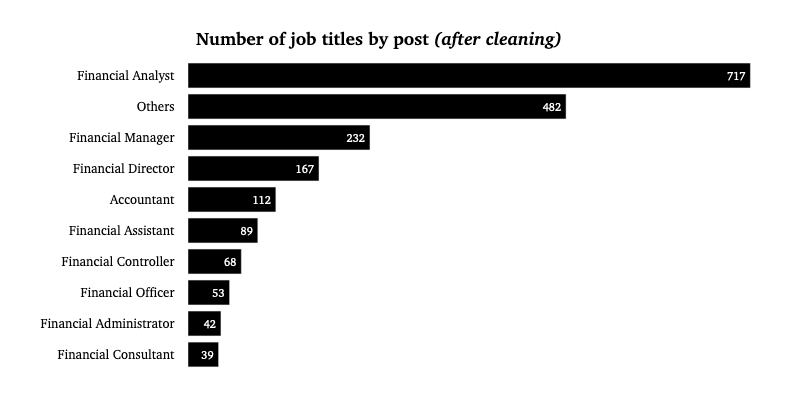 Number of job titles by post (after cleaning)
Financial Analyst 717
Others 482
Financial Manager 232
Financial Director 167
Accountant 112
Financial Assistant 89
Financial Controller 68
Financial Officer 53
Financial Administrator 42
Financial Consultant 39